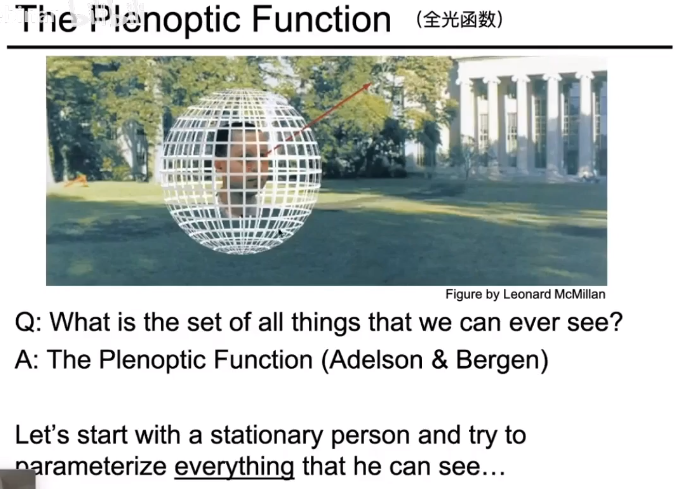 The Plenoptic Function （全光函数）
Figure by Leonard McMillan
Q: What is the set of all things that we can ever see?
A: The Plenoptic Function (Adelson & Bergen)
Let's start with a stationary person and try to
parameterize everything that he can see…